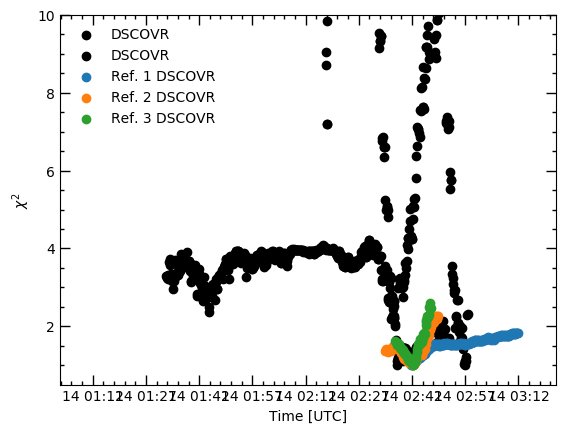 10
DSCOVR
DSCOVR
Ref. 1 DSCOVR
Ref. 2 DSCOVR
Ref. 3 DSCOVR
8
6
χ²
4
2
14 01:12 14 01:27 14 01:42 14 01:57 14 02:12 14 02:27 14 02:42 14 02:57 14 03:12
Time [UTC]